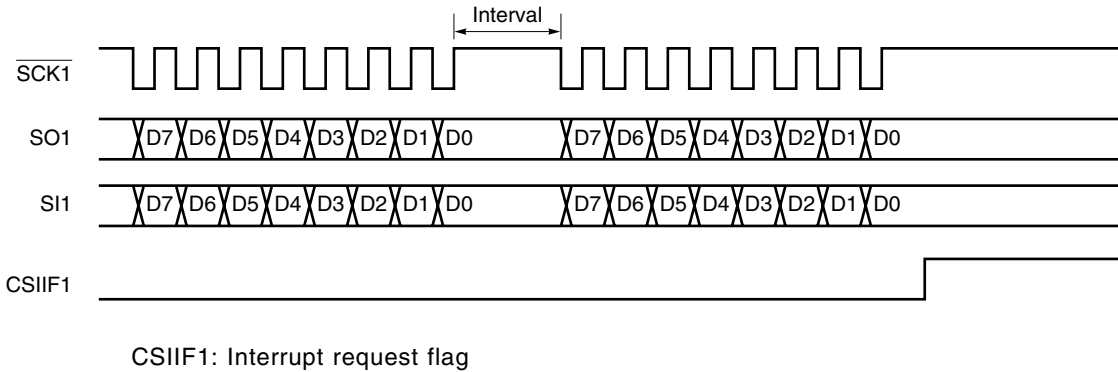 Interval
SCK1
SO1 D7 D6 D5 D4 D3 D2 D1 D0 D7 D6 D5 D4 D3 D2 D1 D0
SI1 D7 D6 D5 D4 D3 D2 D1 D0 D7 D6 D5 D4 D3 D2 D1 D0
CSIIF1
CSIIF1: Interrupt request flag